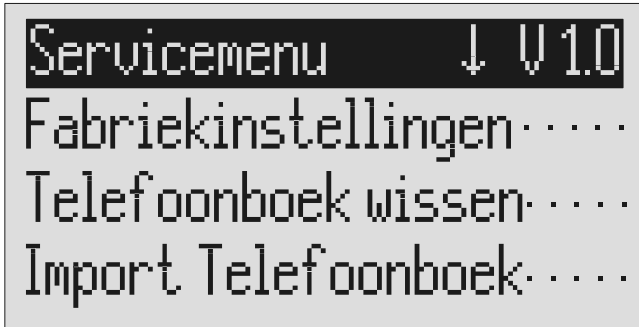 Servicemenu ↓ V1.0
Fabriekinstellingen·····
Telefoonboek wissen·····
Import Telefoonboek·····